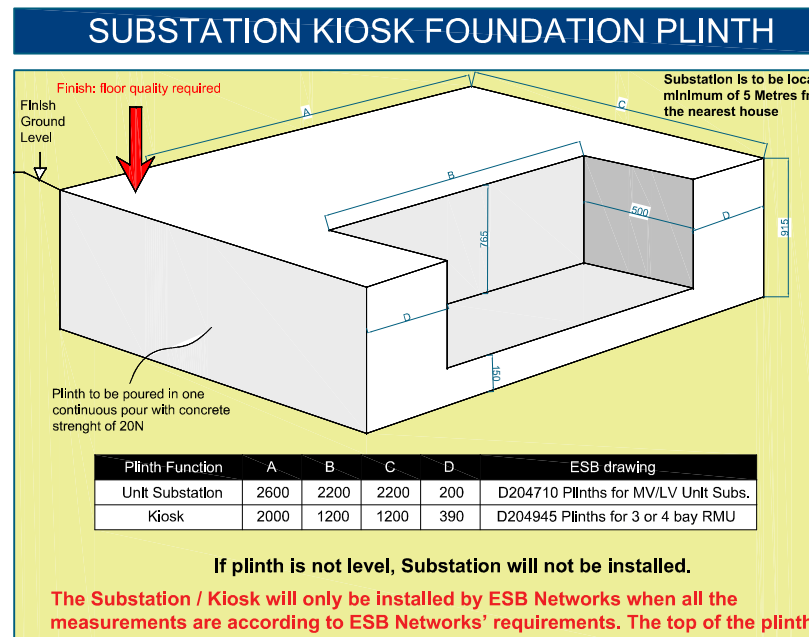 SUBSTATION KIOSK FOUNDATION PLINTH
Finish: floor quality required
Substation is to be
minimum of 5 Metres
the nearest house
Finish
Ground
Level
A
C
B
500
D
765
915
D
150
Plinth to be poured in one
continuous pour with concrete
strenght of 20N
Plinth Function A B C D ESB drawing
Unit Substation 2600 2200 2200 200 D204710 Plinths for MV/LV Unit Subs.
Kiosk 2000 1200 1200 390 D204945 Plinths for 3 or 4 bay RMU
If plinth is not level, Substation will not be installed.
The Substation / Kiosk will only be installed by ESB Networks when all the
measurements are according to ESB Networks' requirements. The top of the plinth